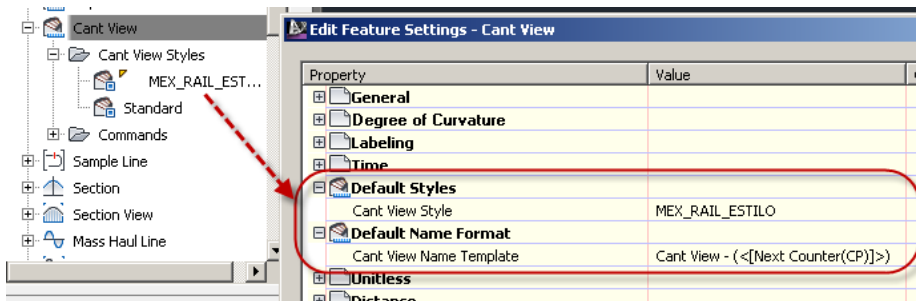 Cant View
Cant View Styles
MEX_RAIL_EST...
Standard
Commands
Sample Line
Section
Section View
Mass Haul Line
Edit Feature Settings - Cant View
Property Value
General
Degree of Curvature
Labeling
Time
Default Styles
Cant View Style MEX_RAIL_ESTILO
Default Name Format
Cant View Name Template Cant View - (<[Next Counter(CP)]>)
Unitless
Distance